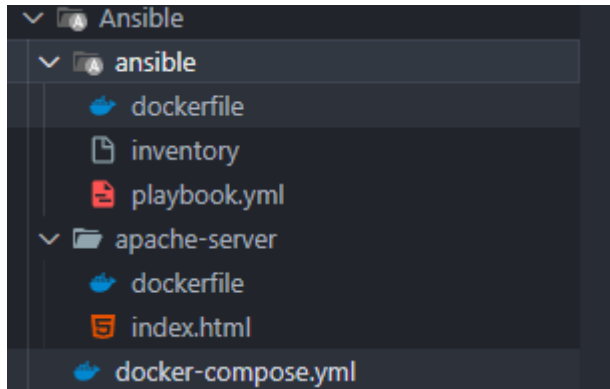 Ansible
ansible
dockerfile
inventory
playbook.yml
apache-server
dockerfile
index.html
docker-compose.yml